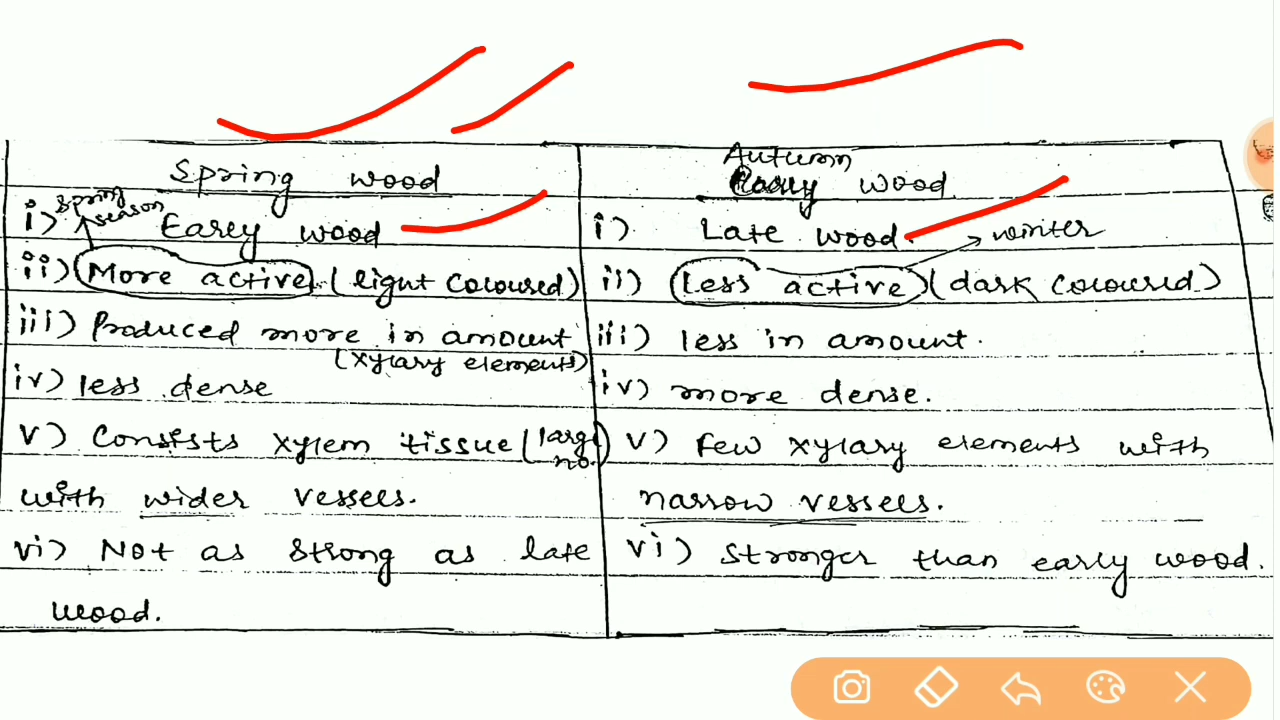 Spring wood
Spring season
i) Early wood
ii) More active (light coloured)
iii) Produced more in amount
(xylary elements)
iv) less dense
v) Consists xylem tissue (large no.)
with wider vessels.
vi) Not as strong as late
wood.
Autumn
wood
i) Late wood. → winter
ii) Less active (dark coloured)
iii) less in amount.
iv) more dense.
v) Few xylary elements with
narrow vessels.
vi) Stronger than early wood.